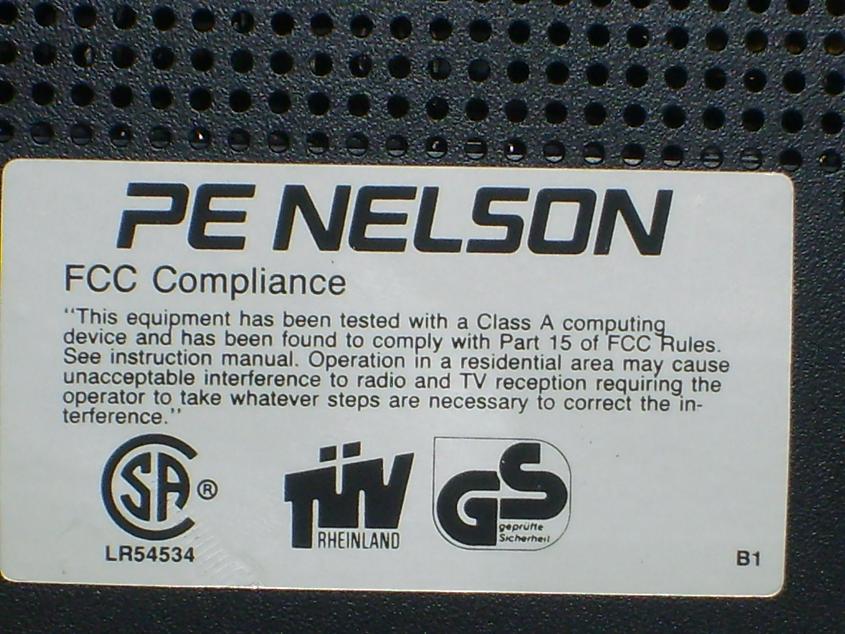 PE NELSON
FCC Compliance
"This equipment has been tested with a Class A computing
device and has been found to comply with Part 15 of FCC Rules.
See instruction manual. Operation in a residential area may cause
unacceptable interference to radio and TV reception requiring the
operator to take whatever steps are necessary to correct the in-
terference."
SA ®
LR54534
TÜV
RHEINLAND
GS
geprüfte
Sicherheit
B1